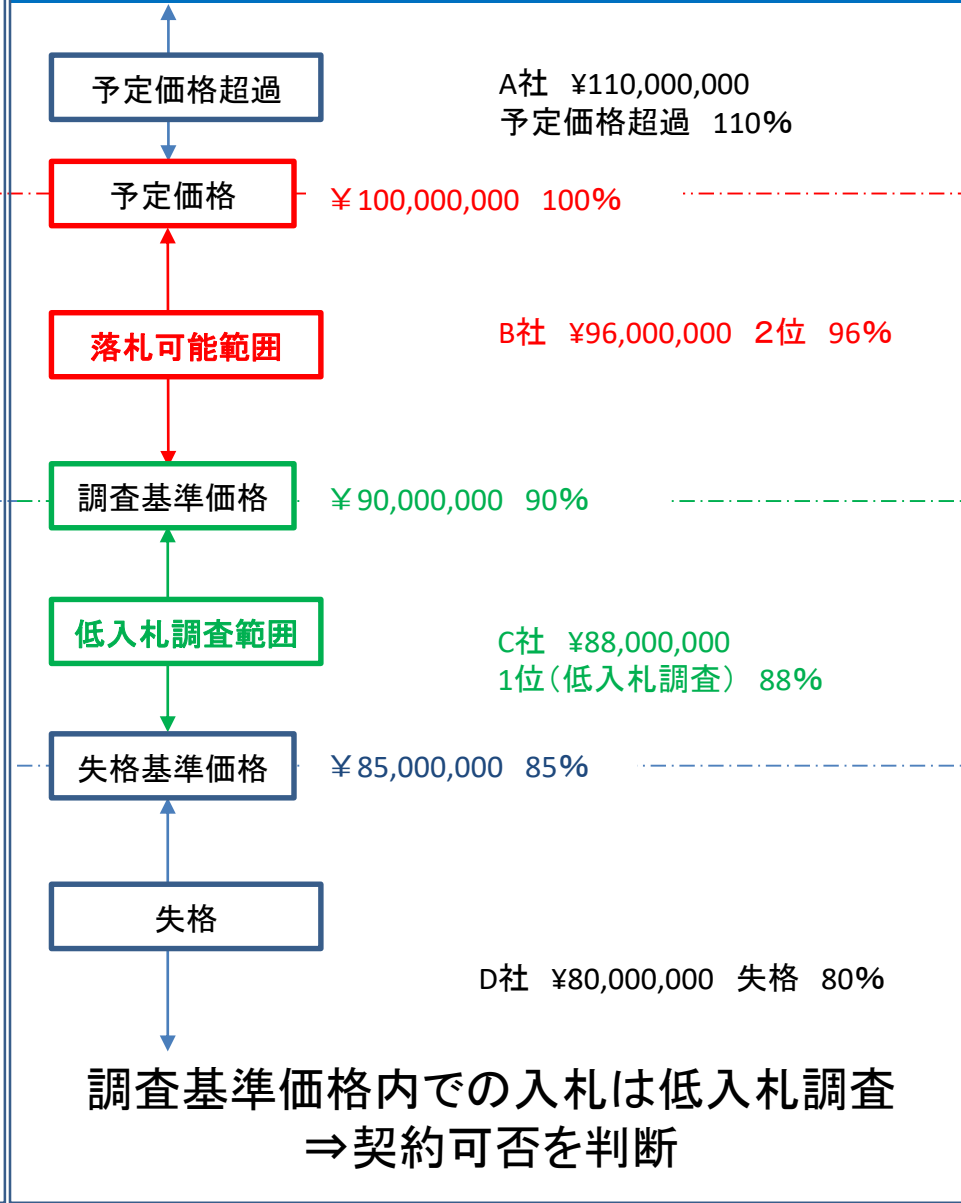 予定価格超過
A社 ¥110,000,000
予定価格超過 110%
予定価格
￥100,000,000 100%
落札可能範囲
B社 ¥96,000,000 2位 96%
調査基準価格
￥90,000,000 90%
低入札調査範囲
C社 ¥88,000,000
1位（低入札調査） 88%
失格基準価格
￥85,000,000 85%
失格
D社 ¥80,000,000 失格 80%
調査基準価格内での入札は低入札調査
⇒契約可否を判断